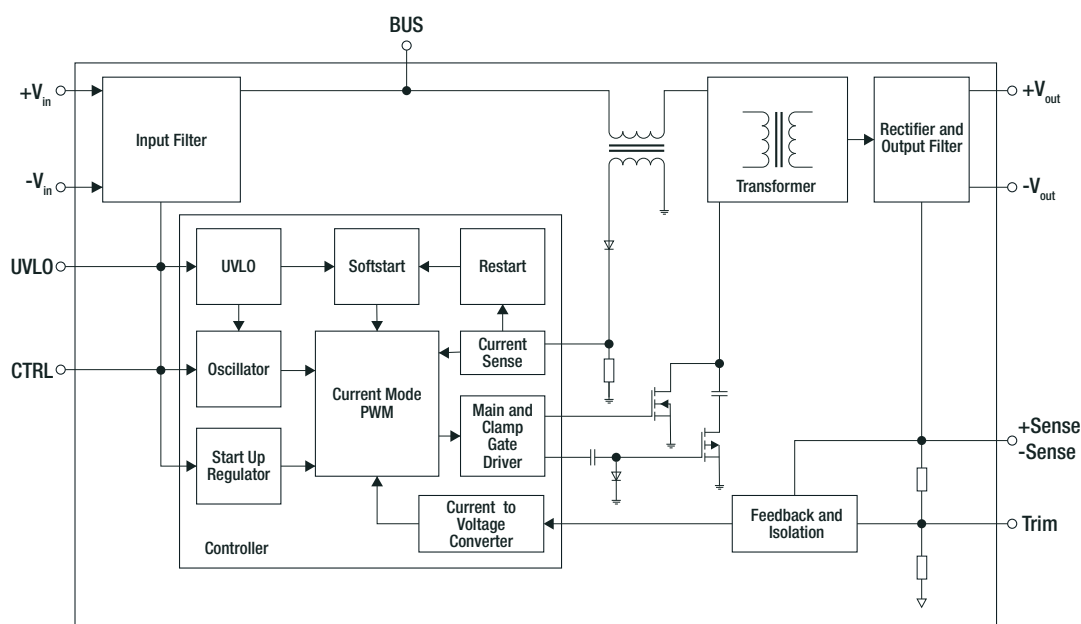 BUS
+Vin
-Vin
Input Filter
Transformer
Rectifier and
Output Filter
+Vout
-Vout
UVLO
UVLO
Softstart
Restart
CTRL
Oscillator
Current Mode
PWM
Current
Sense
Main and
Clamp
Gate
Driver
Start Up
Regulator
Current to
Voltage
Converter
Controller
Feedback and
Isolation
+Sense
-Sense
Trim